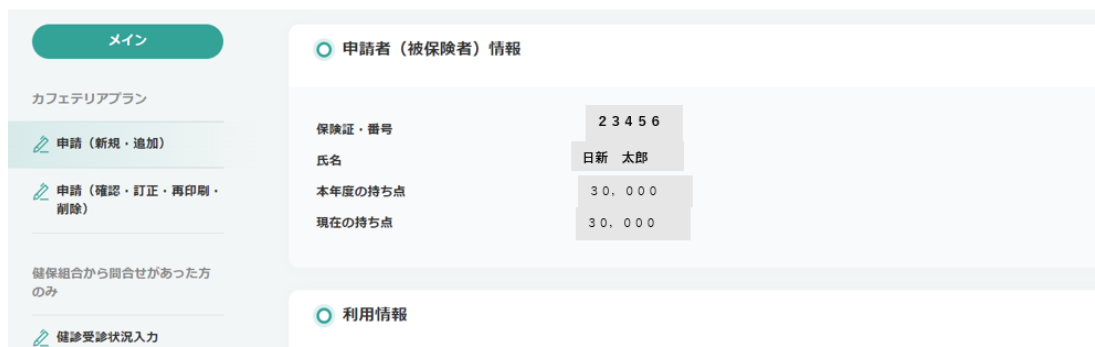 メイン
カフェテリアプラン
申請（新規・追加）
申請（確認・訂正・再印刷・
削除）
健保組合から問合せがあった方
のみ
健診受診状況入力
申請者（被保険者）情報
保険証・番号 ２３４５６
氏名 日新　太郎
本年度の持ち点 ３０，０００
現在の持ち点 ３０，０００
利用情報